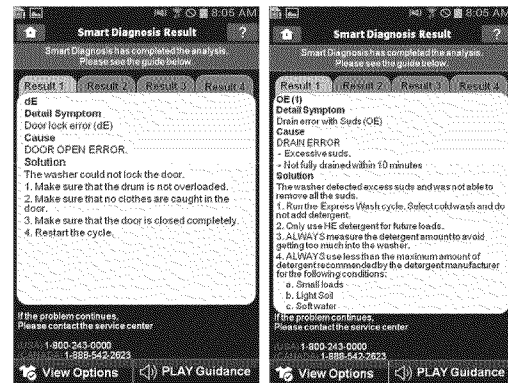 8:05 AM
Smart Diagnosis Result
?
Smart Diagnosis has completed the analysis.
Please see the guide below.
Result 1
Result 2
Result 3
Result 4
dE
Detail Symptom
Door lock error (dE)
Cause
DOOR OPEN ERROR.
Solution
The washer could not lock the door.
1. Make sure that the drum is not overloaded.
2. Make sure that no clothes are caught in the
door.
3. Make sure that the door is closed completely.
4. Restart the cycle.
If the problem continues,
Please contact the service center
(USA) 1-800-243-0000
(CANADA) 1-888-542-2623
View Options
PLAY Guidance
8:05 AM
Smart Diagnosis Result
?
Smart Diagnosis has completed the analysis.
Please see the guide below.
Result 1
Result 2
Result 3
Result 4
OE (1)
Detail Symptom
Drain error with Suds (OE)
Cause
DRAIN ERROR
- Excessive suds.
- Not fully drained within 10 minutes
Solution
The washer detected excess suds and was not able to
remove all the suds.
1. Run the Express Wash cycle. Select cold wash and do
not add detergent.
2. Only use HE detergent for future loads.
3. ALWAYS measure the detergent amount to avoid
getting too much into the washer.
4. ALWAYS use less than the maximum amount of
detergent recommended by the detergent manufacturer
for the following conditions:
a. Small loads
b. Light Soil
c. Soft water
If the problem continues,
Please contact the service center
(USA) 1-800-243-0000
(CANADA) 1-888-542-2623
View Options
PLAY Guidance